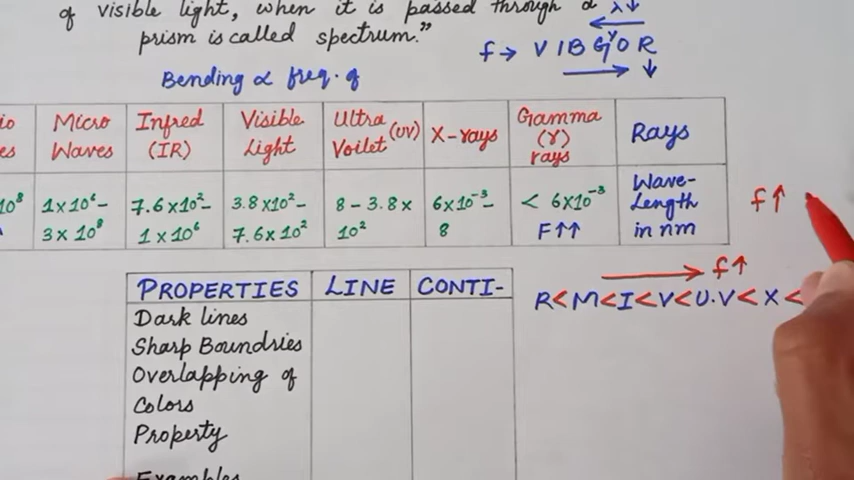 of visible light, when it is passed through a
prism is called spectrum."
λ↓
f → V I B G Y O R
Bending ∝ freq. of
Micro Waves
Infred (IR)
Visible Light
Ultra Voilet (UV)
X-rays
Gamma (γ) rays
Rays
10⁸
1×10⁶- 3×10⁸
7.6×10²- 1×10⁶
3.8×10²- 7.6×10²
8 - 3.8× 10²
6×10⁻³- 8
< 6×10⁻³ F↑↑
Wave-Length in nm
f↑
f↑
R<M<I<V<U.V<X<
PROPERTIES LINE CONTI-
Dark lines
Sharp Boundries
Overlapping of
Colors
Property
Examples